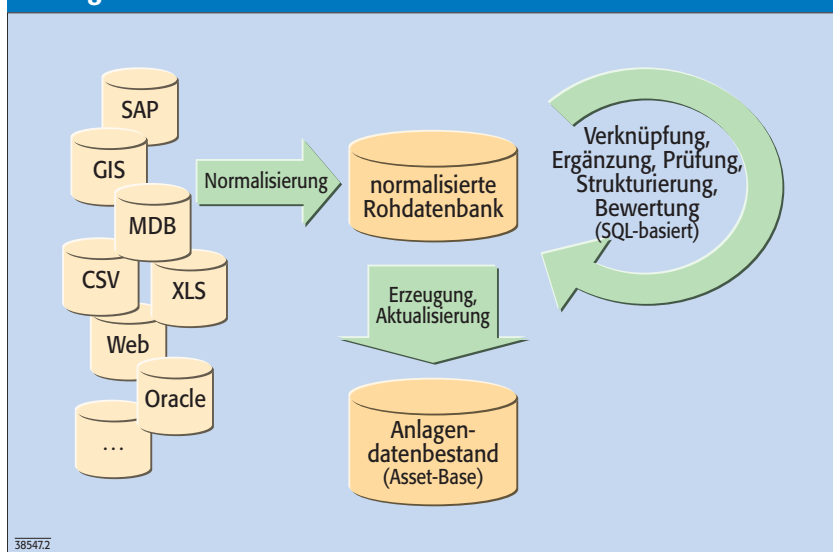 SAP
GIS
MDB
CSV
XLS
Web
Oracle
...
Normalisierung
normalisierte
Rohdatenbank
Verknüpfung,
Ergänzung, Prüfung,
Strukturierung,
Bewertung
(SQL-basiert)
Erzeugung,
Aktualisierung
Anlagen-
datenbestand
(Asset-Base)
38547.2